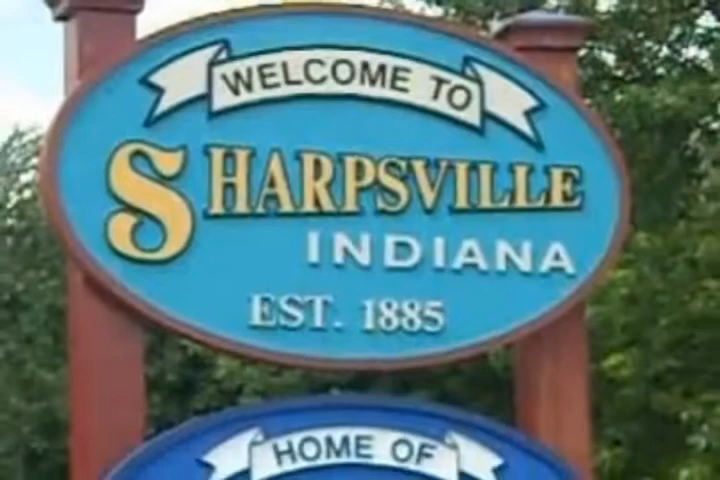 WELCOME TO
SHARPSVILLE
INDIANA
EST. 1885
HOME OF